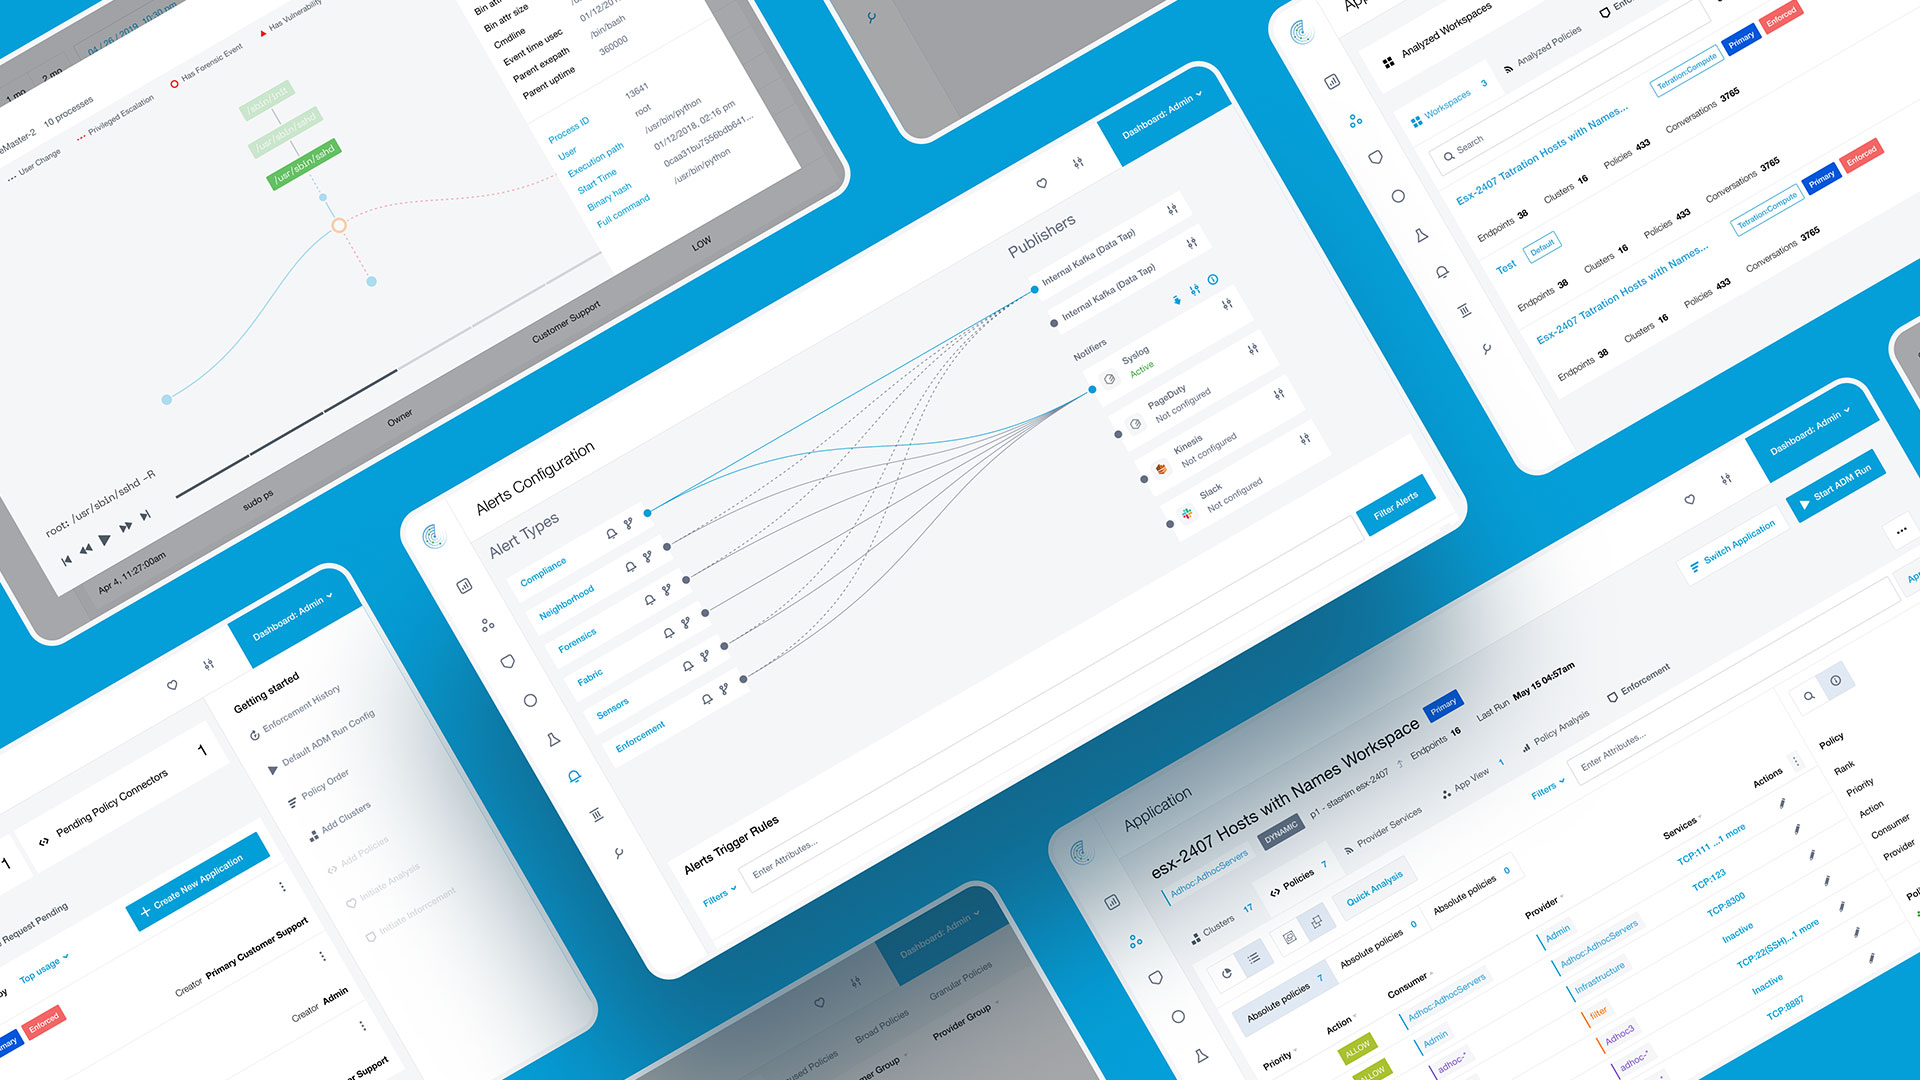 04 / 26 / 2019, 10:30 pm
2 mo
1 mo
eMaster-2 10 processes
User Change
Privileged Escalation
Has Forensic Event
Has Vulnerability
/sbin/init
/usr/sbin/sshd
/usr/sbin/sshd
root: /usr/sbin/sshd -R
Bin attr size
Cmdline
Event time usec
Parent exepath
Parent uptime
01/12/2019
/bin/bash
360000
Process ID
User
Execution path
Start Time
Binary hash
Full command
13641
root
/usr/bin/python
01/12/2018, 02:16 pm
0caa31bu7556bdb641...
/usr/bin/python
Apr 4, 11:27:00am
sudo ps
Owner
Customer Support
LOW
Dashboard: Admin
Alerts Configuration
Alert Types
Compliance
Neighborhood
Forensics
Fabric
Sensors
Enforcement
Publishers
Internal Kafka (Data Tap)
Internal Kafka (Data Tap)
Notifiers
Syslog
Active
PageDuty
Not configured
Kinesis
Not configured
Slack
Not configured
Alerts Trigger Rules
Filters
Enter Attributes...
Filter Alerts
Analyzed Workspaces
Analyzed Policies
Workspaces 3
Search
Esx-2407 Tatration Hosts with Names...
Tetration:Compute
Primary
Enforced
Endpoints 38
Clusters 16
Policies 433
Conversations 3765
Test
Default
Endpoints 38
Clusters 16
Policies 433
Conversations 3765
Esx-2407 Tatration Hosts with Names...
Tetration:Compute
Primary
Enforced
Endpoints 38
Clusters 16
Policies 433
Conversations 3765
Dashboard: Admin
Getting started
Enforcement History
Default ADM Run Config
Policy Order
Add Clusters
Add Policies
Initiate Analysis
Initiate Inforcement
1
1
Pending Policy Connectors
Request Pending
Create New Application
Top usage
Creator Primary Customer Support
Enforced
Creator Admin
Dashboard: Admin
Granular Policies
Broad Policies
Provider Group
Dashboard: Admin
Switch Application
Start ADM Run
Application
esx-2407 Hosts with Names Workspace
Primary
Adhoc:AdhocServers
DYNAMIC
p1 - stasnim esx-2407
Endpoints 16
Last Run May 15 04:57am
Clusters 17
Policies 7
Provider Services
App View 1
Policy Analysis
Enforcement
Quick Analysis
Filters
Enter Attributes...
Absolute policies 7
Absolute policies 0
Absolute policies 0
Priority
Action
Consumer
Provider
Services
Actions
ALLOW
Adhoc:AdhocServers
Admin
TCP:111 ...1 more
Admin
Adhoc:AdhocServers
TCP:123
adhoc-*
Infrastructure
TCP:8300
filter
Inactive
Adhoc3
TCP:22(SSH)...1 more
adhoc-*
Inactive
TCP:8887
Policy
Rank
Priority
Action
Consumer
Provider